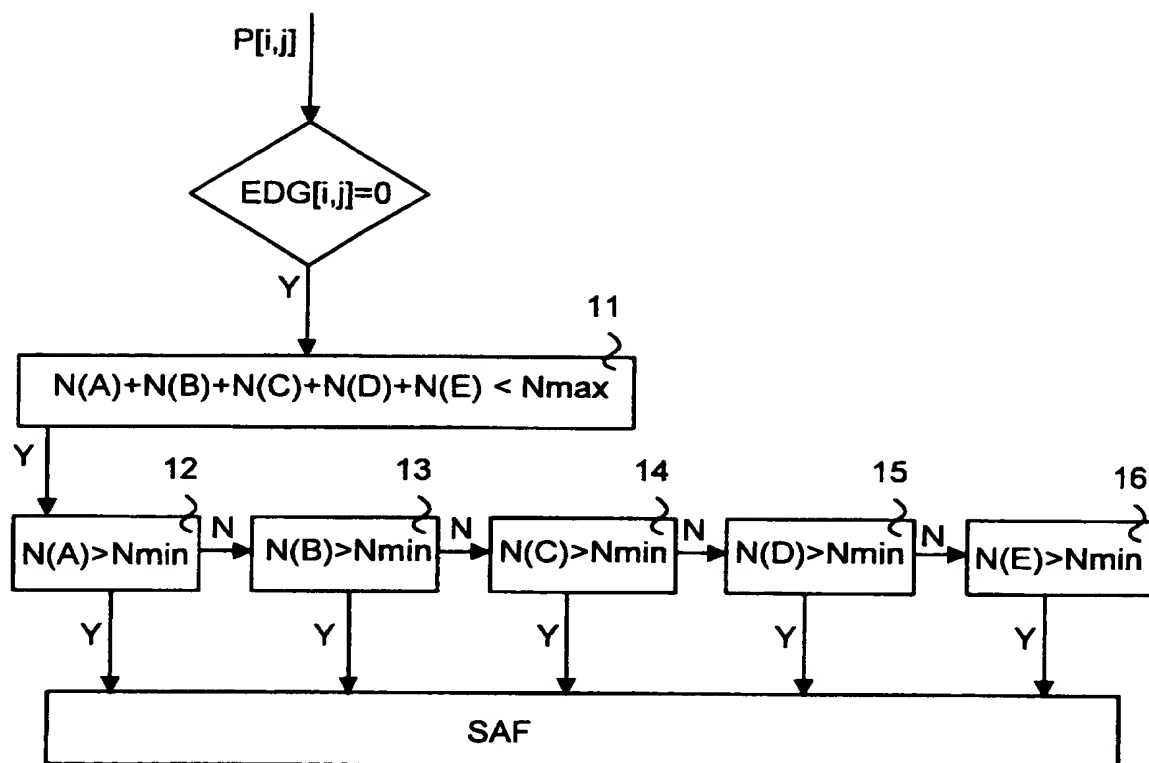 P[i,j]
EDG[i,j]=0
Y
11
N(A)+N(B)+N(C)+N(D)+N(E) < Nmax
Y
12
13
14
15
16
N(A)>Nmin
N
N(B)>Nmin
N
N(C)>Nmin
N
N(D)>Nmin
N
N(E)>Nmin
Y
Y
Y
Y
Y
SAF